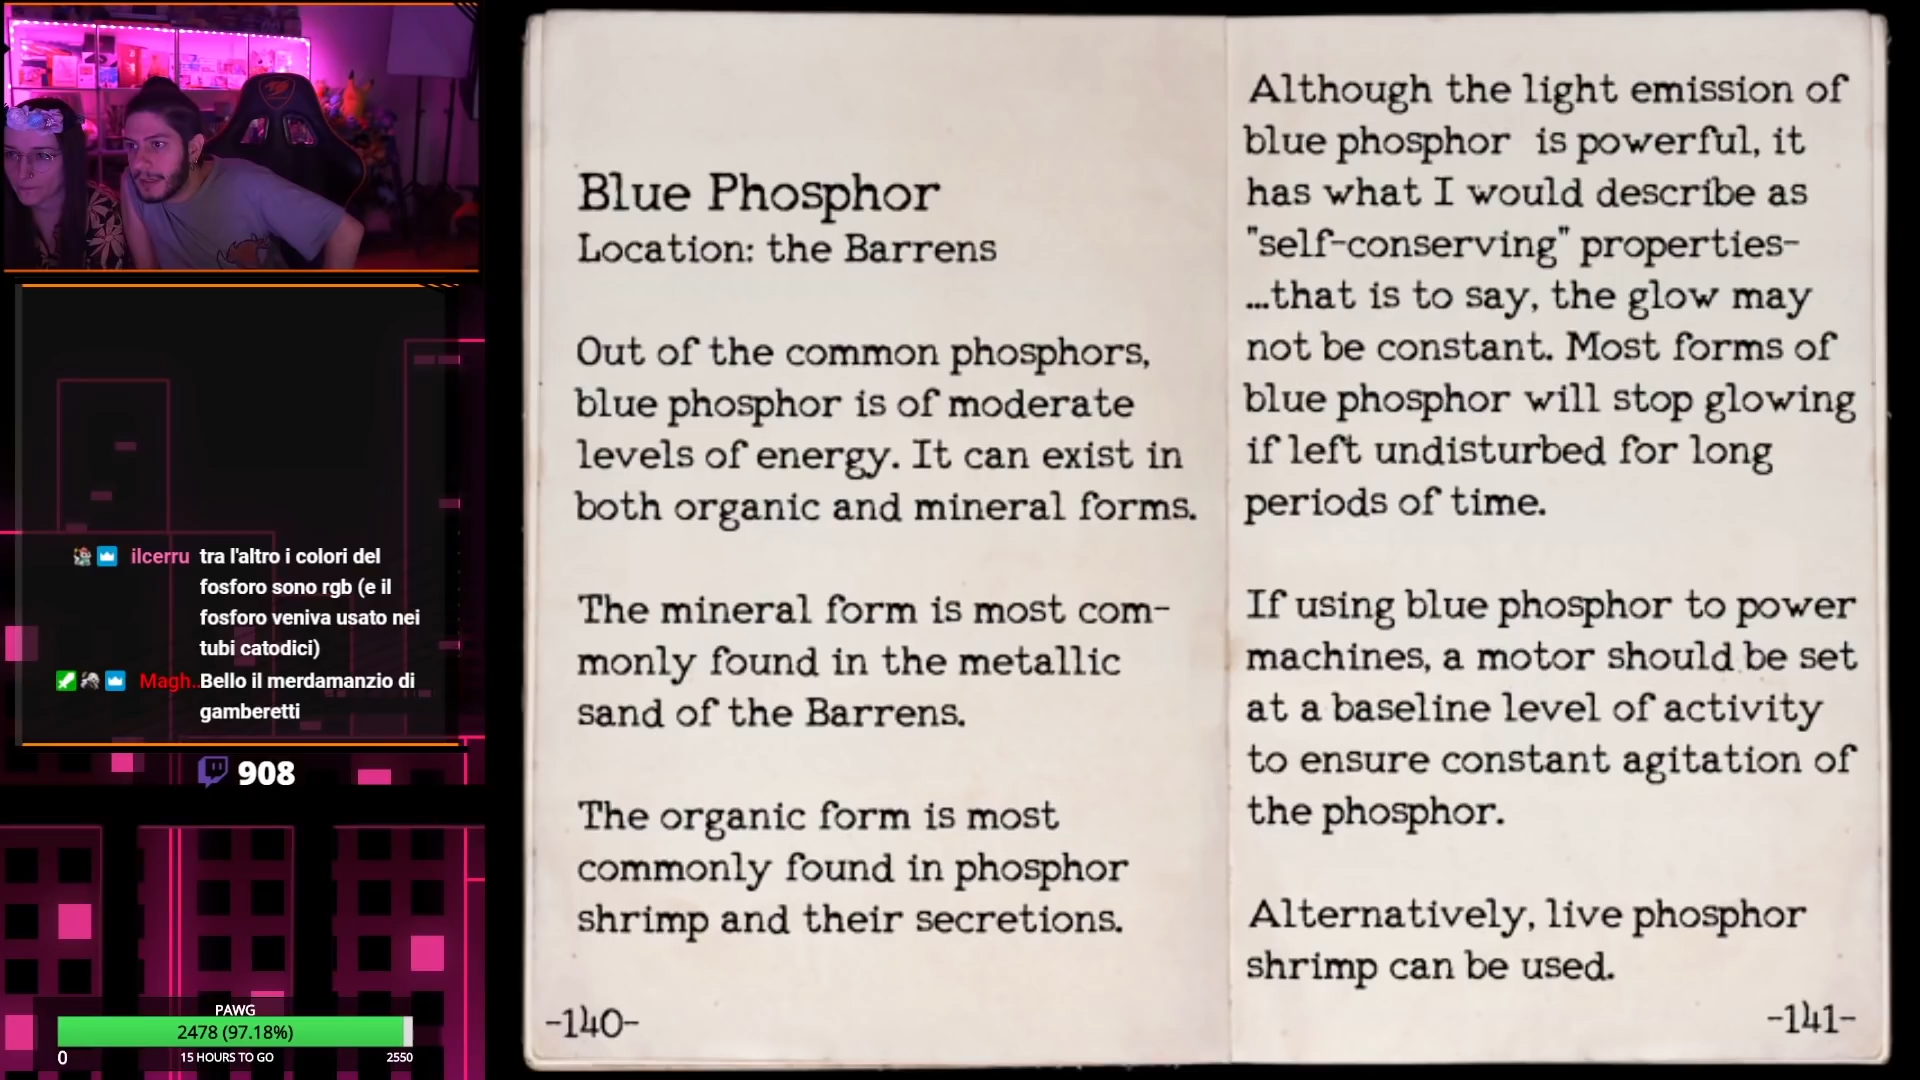 Blue Phosphor
Location: the Barrens
Out of the common phosphors,
blue phosphor is of moderate
levels of energy. It can exist in
both organic and mineral forms.
The mineral form is most com-
monly found in the metallic
sand of the Barrens.
The organic form is most
commonly found in phosphor
shrimp and their secretions.
-140-
Although the light emission of
blue phosphor is powerful, it
has what I would describe as
"self-conserving" properties-
...that is to say, the glow may
not be constant. Most forms of
blue phosphor will stop glowing
if left undisturbed for long
periods of time.
If using blue phosphor to power
machines, a motor should be set
at a baseline level of activity
to ensure constant agitation of
the phosphor.
Alternatively, live phosphor
shrimp can be used.
-141-
ilcerru tra l'altro i colori del
fosforo sono rgb (e il
fosforo veniva usato nei
tubi catodici)
Magh.. Bello il merdamanzio di
gamberetti
908
PAWG
2478 (97.18%)
0 15 HOURS TO GO 2550